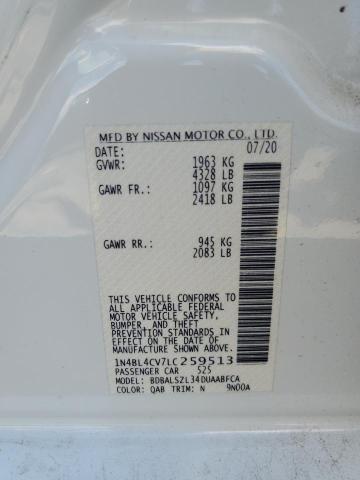 MFD BY NISSAN MOTOR CO., LTD.
DATE: 07/20
GVWR: 1963 KG
4328 LB
GAWR FR.: 1097 KG
2418 LB
GAWR RR.: 945 KG
2083 LB
THIS VEHICLE CONFORMS TO
ALL APPLICABLE FEDERAL
MOTOR VEHICLE SAFETY,
BUMPER, AND THEFT
PREVENTION STANDARDS IN
EFFECT ON THE DATE OF
MANUFACTURE SHOWN ABOVE.
1N4BL4CV7LC259513
PASSENGER CAR 525
MODEL: BDBALSZL34DUAABFCA
COLOR: QAB TRIM: N 9N00A